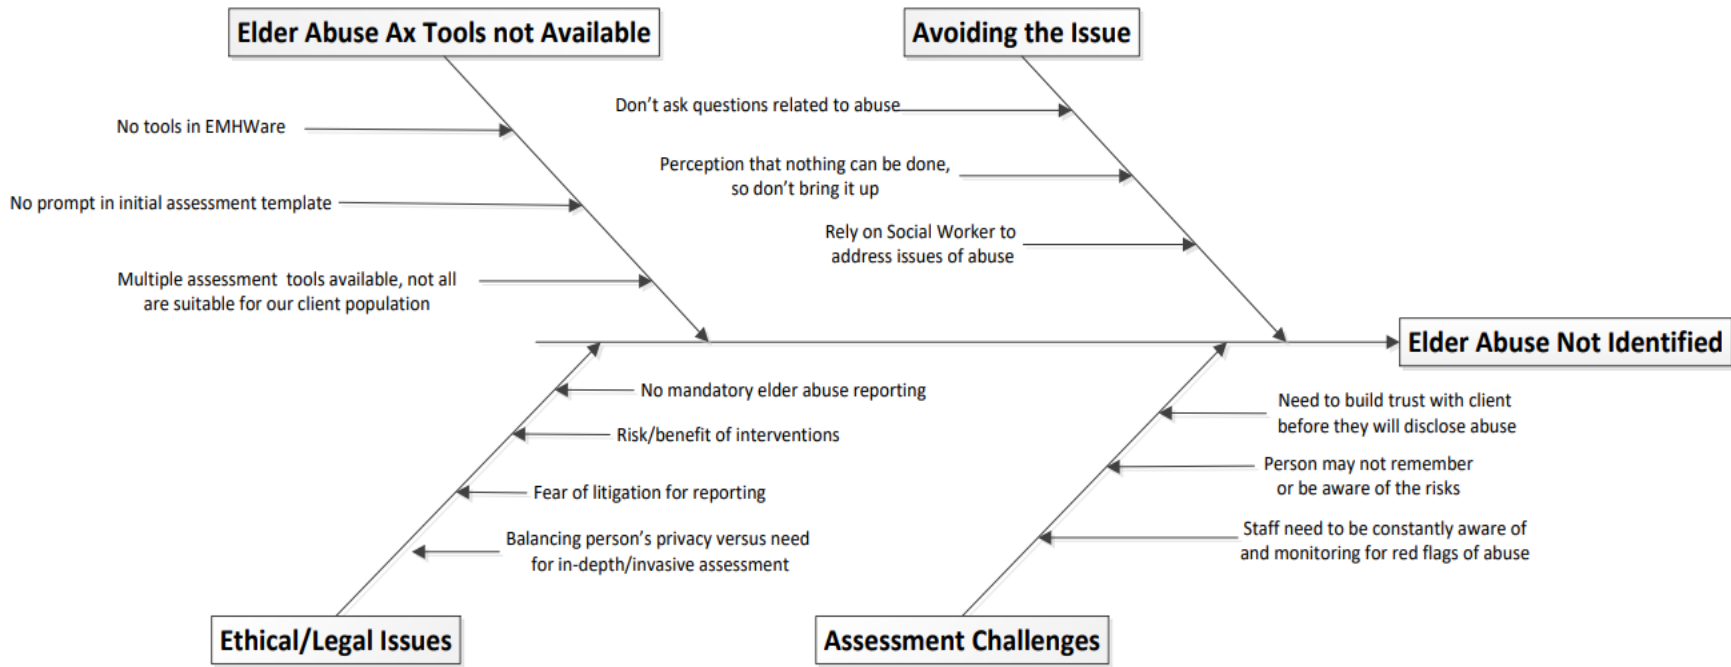 Elder Abuse Ax Tools not Available
No tools in EMHWare
No prompt in initial assessment template
Multiple assessment  tools available, not all
are suitable for our client population
Avoiding the Issue
Don’t ask questions related to abuse
Perception that nothing can be done,
so don’t bring it up
Rely on Social Worker to
address issues of abuse
Elder Abuse Not Identified
No mandatory elder abuse reporting
Risk/benefit of interventions
Fear of litigation for reporting
Balancing person’s privacy versus need
for in-depth/invasive assessment
Ethical/Legal Issues
Need to build trust with client
before they will disclose abuse
Person may not remember
or be aware of the risks
Staff need to be constantly aware of
and monitoring for red flags of abuse
Assessment Challenges